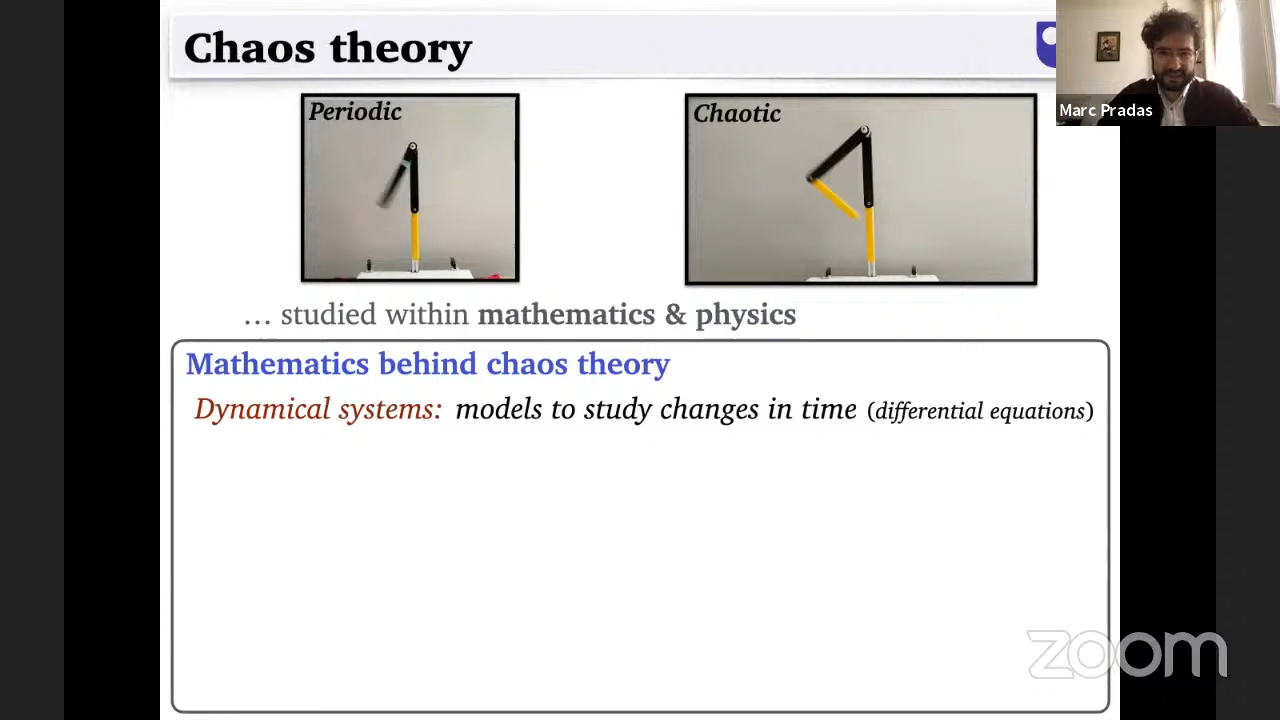 Chaos theory
Marc Pradas
Periodic
Chaotic
... studied within mathematics & physics
Mathematics behind chaos theory
Dynamical systems: models to study changes in time (differential equations)
zoom